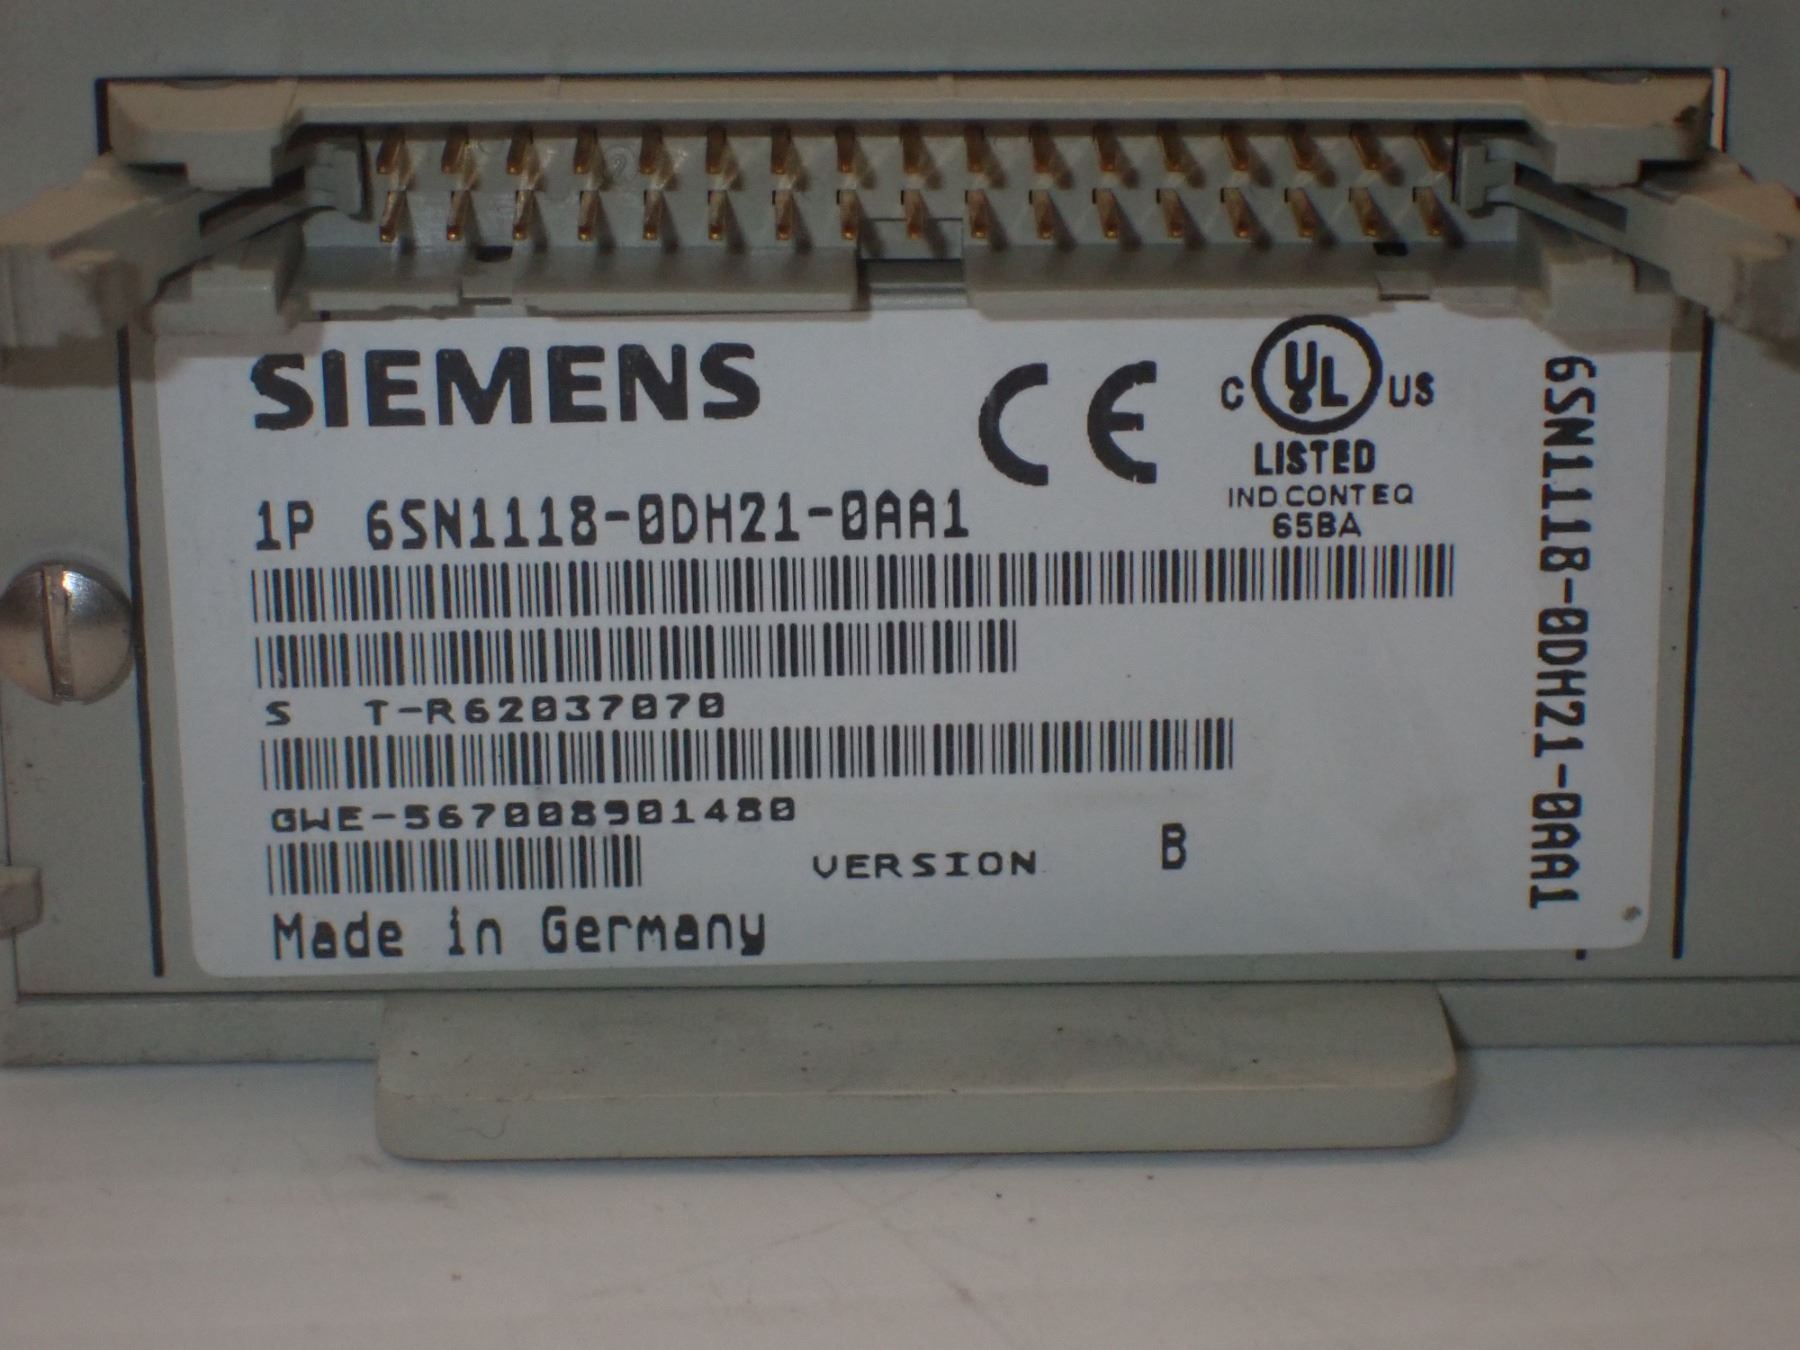 SIEMENS
CE
C UL US
LISTED
IND CONT EQ
65BA
1P 6SN1118-0DH21-0AA1
S T-R62037070
GWE-567008901480
VERSION B
Made in Germany
6SN1118-0DH21-0AA1